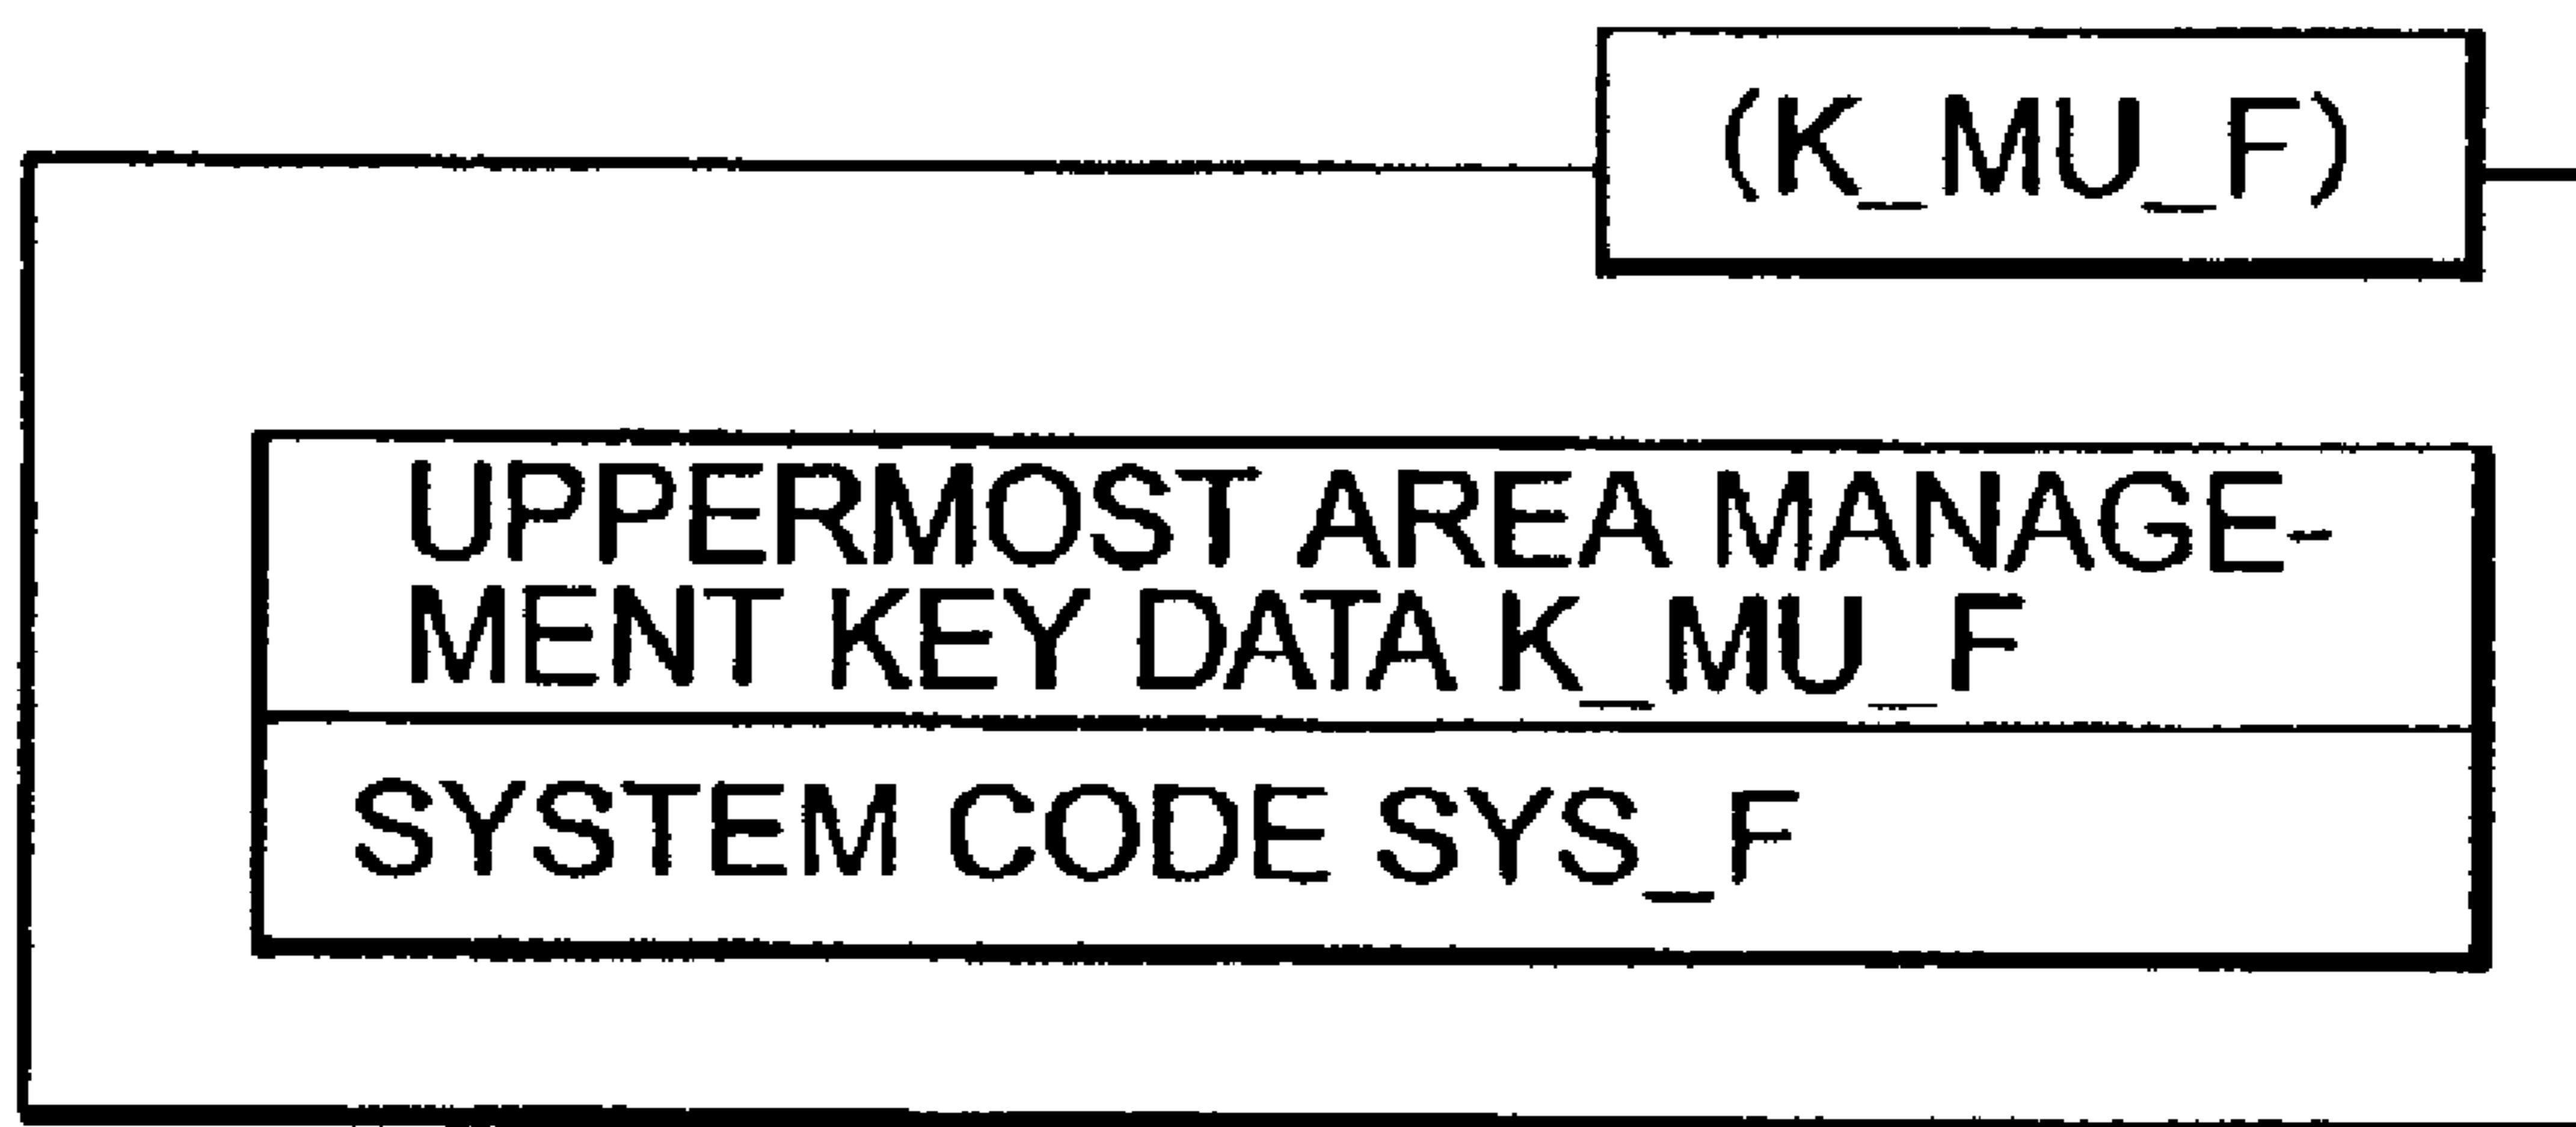 (K_MU_F)
UPPERMOST AREA MANAGE-
MENT KEY DATA K_MU_F
SYSTEM CODE SYS_F